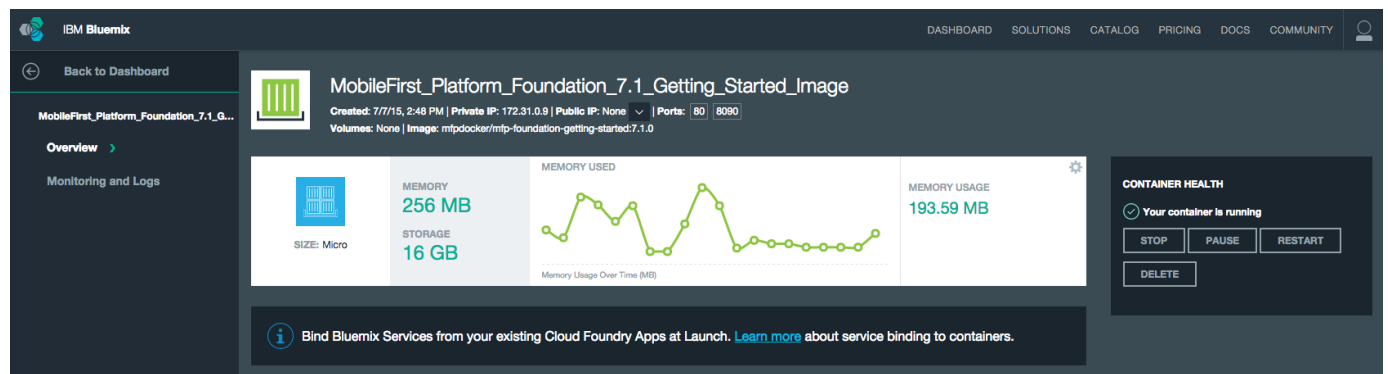 IBM Bluemix
DASHBOARD SOLUTIONS CATALOG PRICING DOCS COMMUNITY
Back to Dashboard
MobileFirst_Platform_Foundation_7.1_G...
Overview
Monitoring and Logs
MobileFirst_Platform_Foundation_7.1_Getting_Started_Image
Created: 7/7/15, 2:48 PM | Private IP: 172.31.0.9 | Public IP: None | Ports: 80 8090
Volumes: None | Image: mfpdocker/mfp-foundation-getting-started:7.1.0
SIZE: Micro
MEMORY
256 MB
STORAGE
16 GB
MEMORY USED
Memory Usage Over Time (MB)
MEMORY USAGE
193.59 MB
CONTAINER HEALTH
Your container is running
STOP PAUSE RESTART
DELETE
Bind Bluemix Services from your existing Cloud Foundry Apps at Launch. Learn more about service binding to containers.